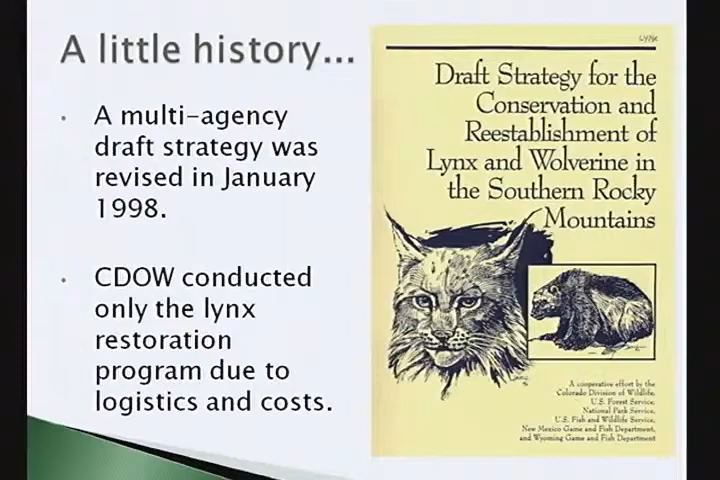 A little history...
• A multi-agency
draft strategy was
revised in January
1998.
• CDOW conducted
only the lynx
restoration
program due to
logistics and costs.
Draft Strategy for the
Conservation and
Reestablishment of
Lynx and Wolverine in
the Southern Rocky
Mountains
A cooperative effort by the
Colorado Division of Wildlife,
U.S. Forest Service,
National Park Service,
U.S. Fish and Wildlife Service,
New Mexico Game and Fish Department,
and Wyoming Game and Fish Department